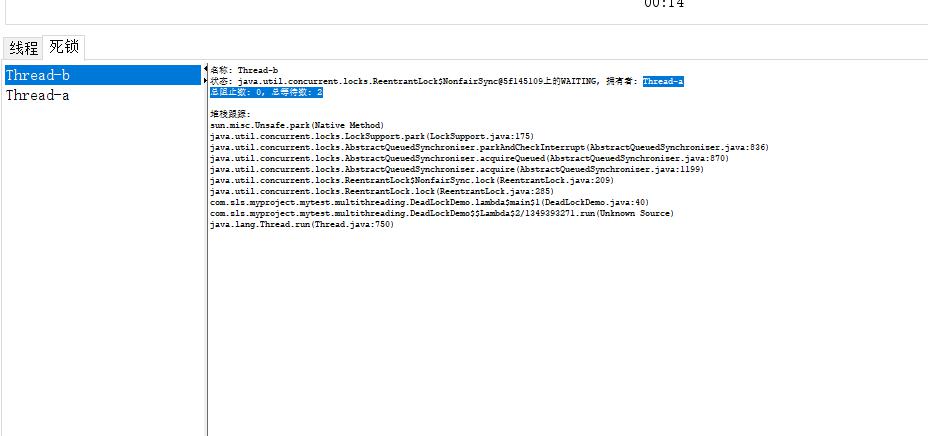 00:14
线程 死锁
Thread-b
Thread-a
名称: Thread-b
状态: java.util.concurrent.locks.ReentrantLock$NonfairSync@5f145109上的WAITING, 拥有者: Thread-a
总阻止数: 0, 总等待数: 2
堆栈跟踪:
sun.misc.Unsafe.park(Native Method)
java.util.concurrent.locks.LockSupport.park(LockSupport.java:175)
java.util.concurrent.locks.AbstractQueuedSynchronizer.parkAndCheckInterrupt(AbstractQueuedSynchronizer.java:836)
java.util.concurrent.locks.AbstractQueuedSynchronizer.acquireQueued(AbstractQueuedSynchronizer.java:870)
java.util.concurrent.locks.AbstractQueuedSynchronizer.acquire(AbstractQueuedSynchronizer.java:1199)
java.util.concurrent.locks.ReentrantLock$NonfairSync.lock(ReentrantLock.java:209)
java.util.concurrent.locks.ReentrantLock.lock(ReentrantLock.java:285)
com.sls.myproject.mytest.multithreading.DeadLockDemo.lambda$main$1(DeadLockDemo.java:40)
com.sls.myproject.mytest.multithreading.DeadLockDemo$$Lambda$2/1349393271.run(Unknown Source)
java.lang.Thread.run(Thread.java:750)